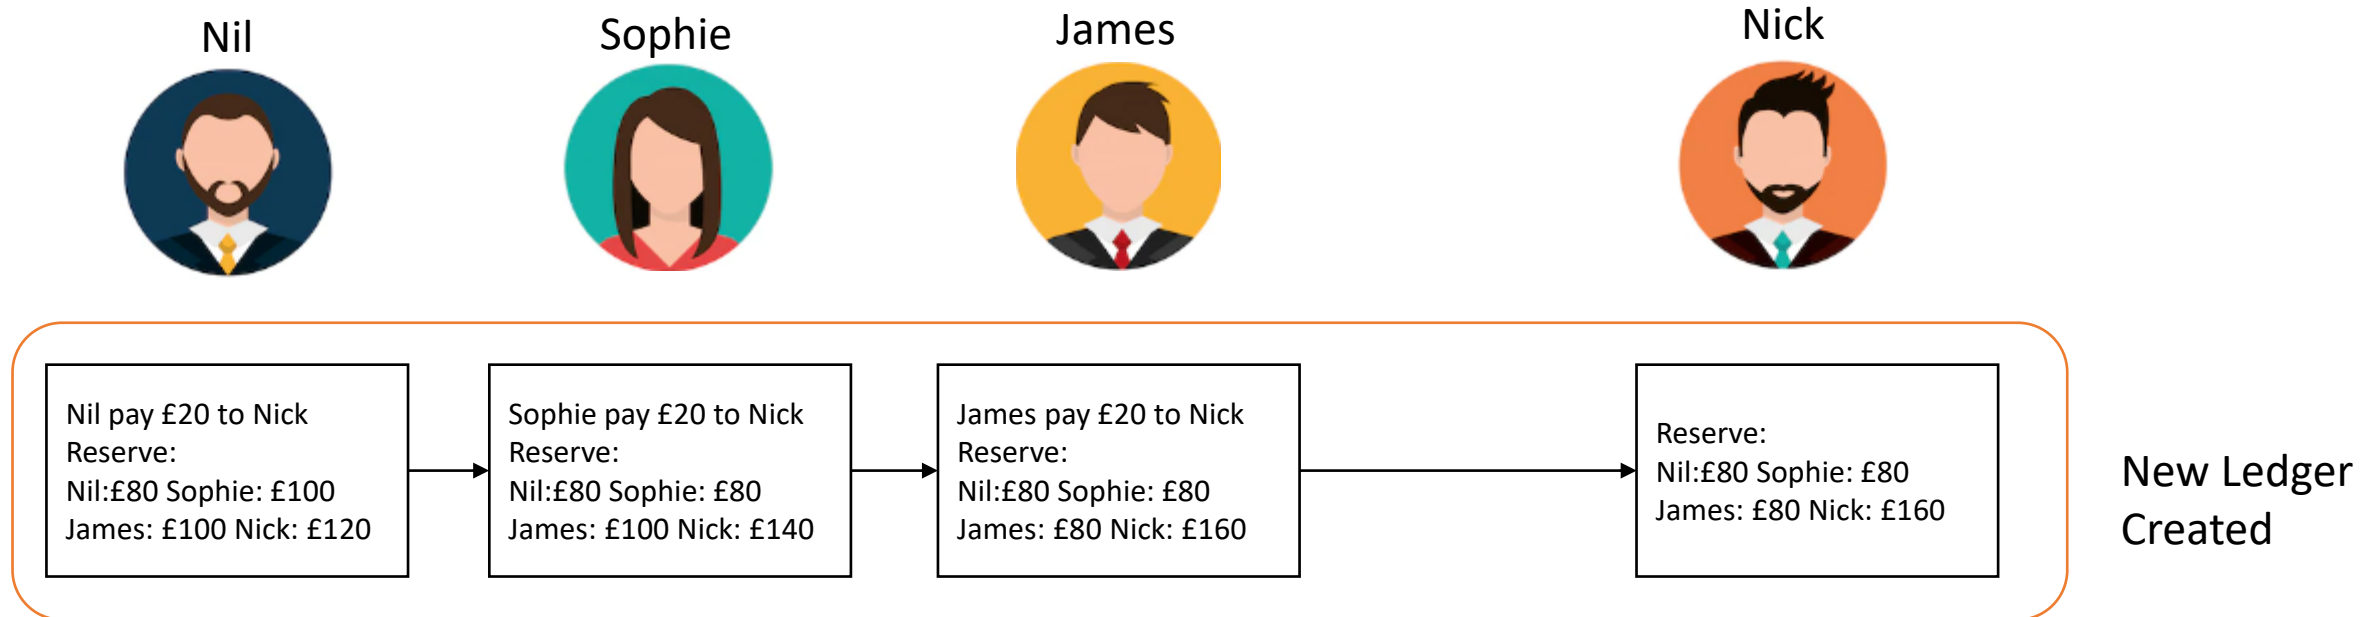 Nil
Sophie
James
Nick
Nil pay £20 to Nick
Reserve:
Nil:£80 Sophie: £100
James: £100 Nick: £120
Sophie pay £20 to Nick
Reserve:
Nil:£80 Sophie: £80
James: £100 Nick: £140
James pay £20 to Nick
Reserve:
Nil:£80 Sophie: £80
James: £80 Nick: £160
Reserve:
Nil:£80 Sophie: £80
James: £80 Nick: £160
New Ledger
Created